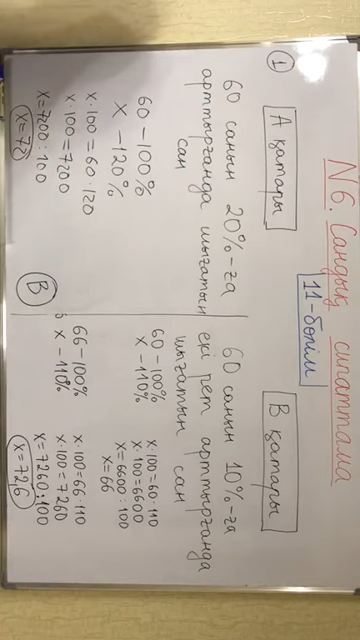 №6. Сандық сипаттама
11-бөлім
1
А қатары
60 санын 20%-ға
арттырғанда шығатын
сан
60 – 100%
х – 120%
х·100 = 60·120
х·100 = 7200
х = 7200 : 100
х = 72
В қатары
60 санын 10%-ға
екі рет арттырғанда
шығатын сан
60 – 100%
х – 110%
х·100 = 60·110
х·100 = 6600
х = 6600 : 100
х = 66
66 – 100%
х – 110%
х·100 = 66·110
х·100 = 7260
х = 7260 : 100
х = 72,6
В